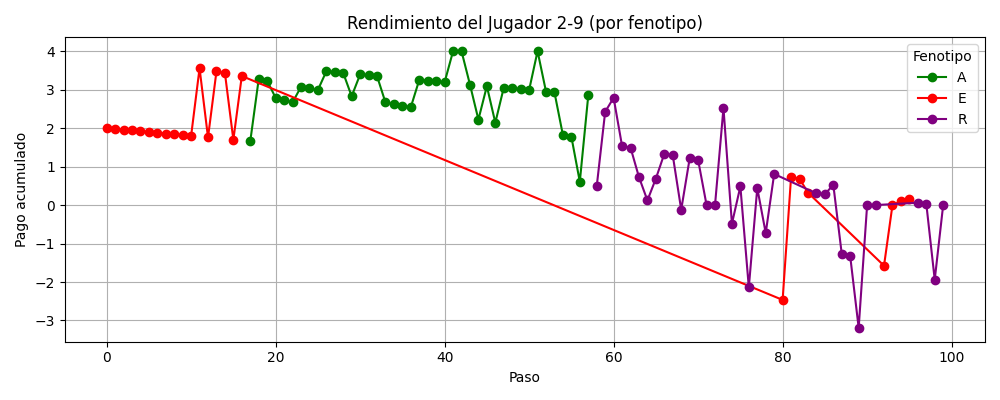 Rendimiento del Jugador 2-9 (por fenotipo)
Pago acumulado
4
3
2
1
0
−1
−2
−3
Fenotipo
A
E
R
0 20 40 60 80 100
Paso